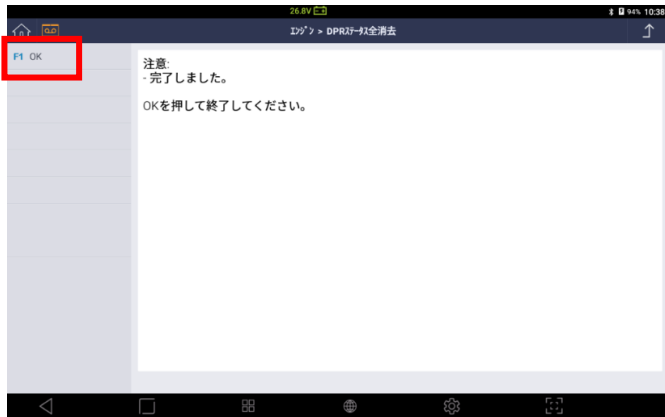 26.8V
94% 10:38
ｴﾝｼﾞﾝ > DPRｽﾃｰﾀｽ全消去
F1 OK
注意:
- 完了しました。
OKを押して終了してください。